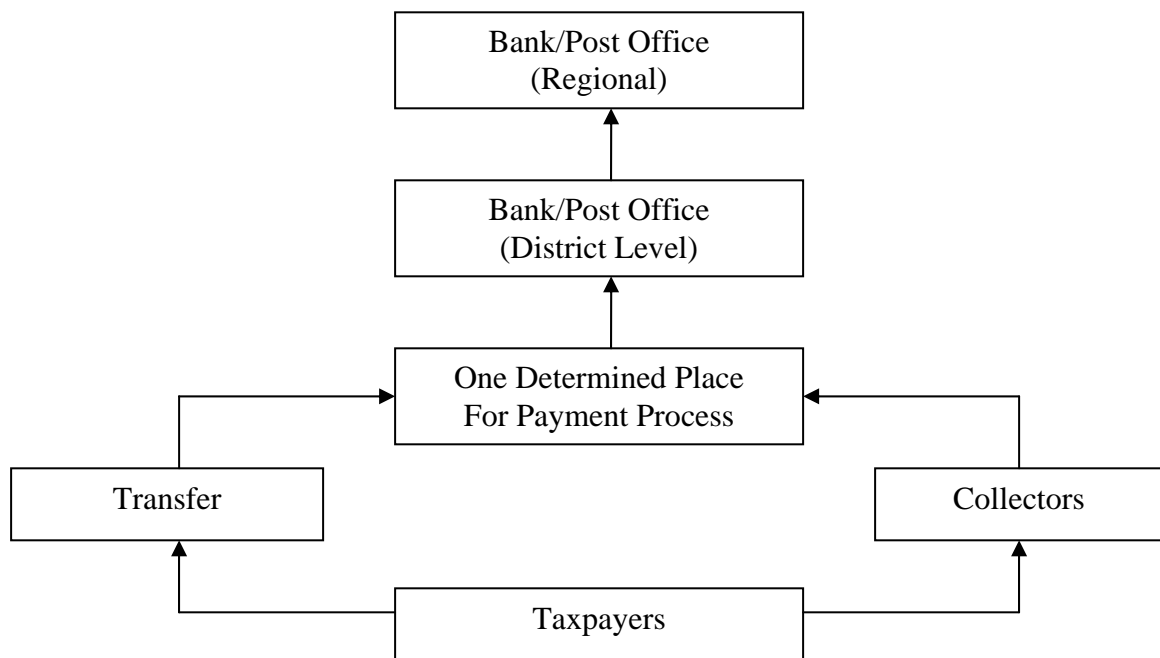 Bank/Post Office
(Regional)
Bank/Post Office
(District Level)
One Determined Place
For Payment Process
Transfer
Collectors
Taxpayers